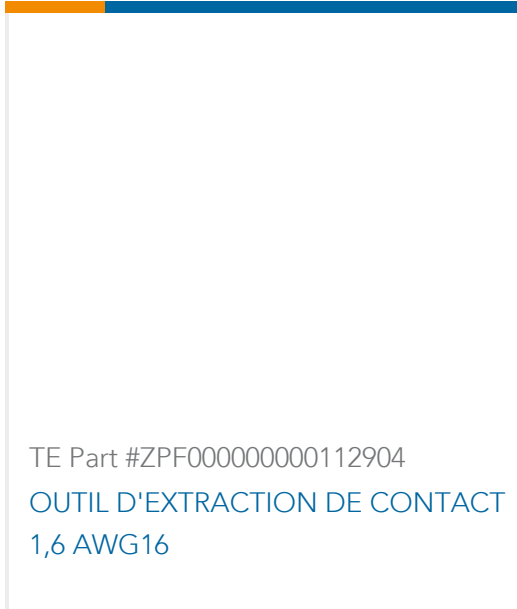 TE Part #ZPF000000000112904
OUTIL D'EXTRACTION DE CONTACT
1,6 AWG16